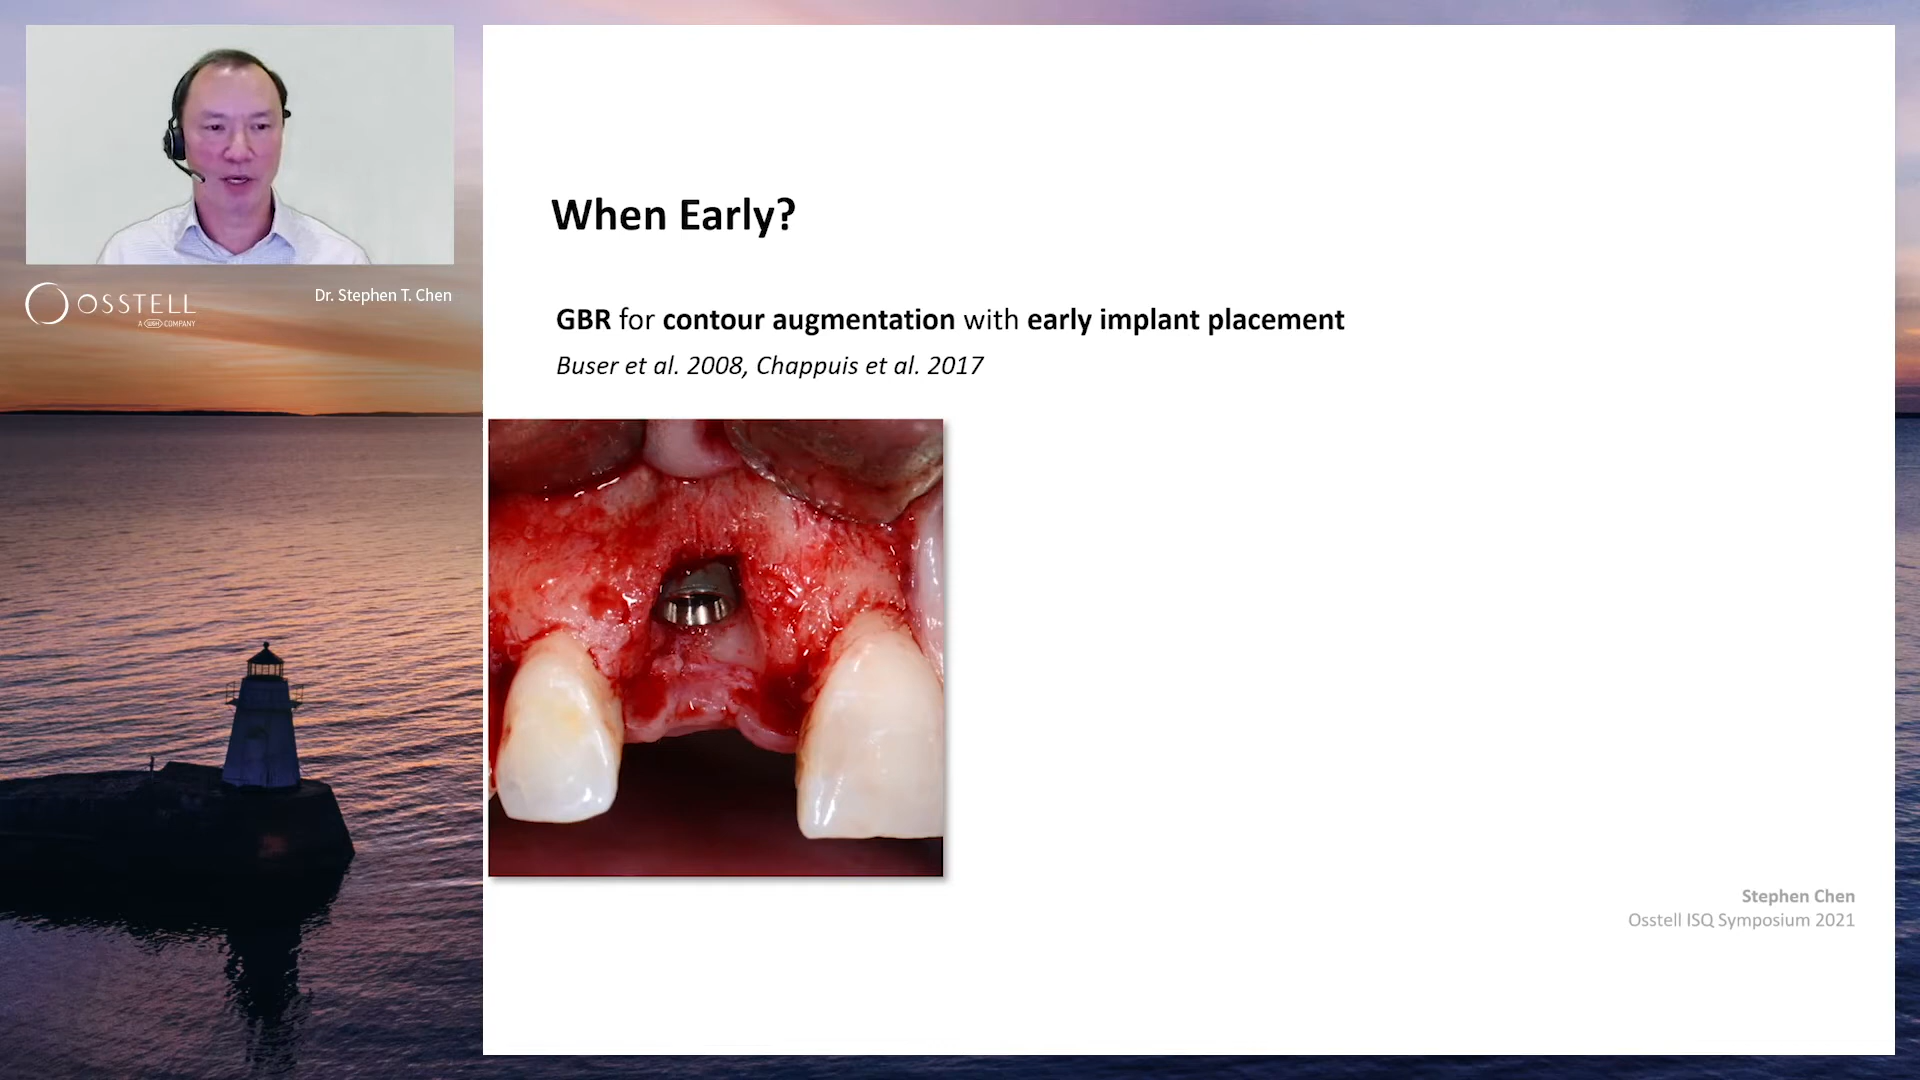 OSSTELL
A W&H COMPANY
Dr. Stephen T. Chen
When Early?
GBR for contour augmentation with early implant placement
Buser et al. 2008, Chappuis et al. 2017
Stephen Chen
Osstell ISQ Symposium 2021